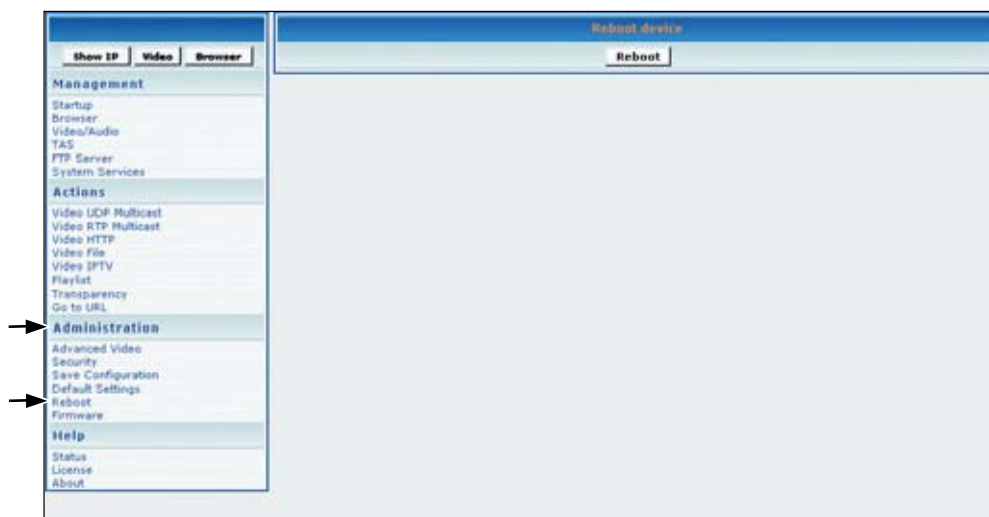 Reboot device
Show IP Video Browser
Reboot
Management
Startup
Browser
Video/Audio
TAS
FTP Server
System Services
Actions
Video UDP Multicast
Video RTP Multicast
Video HTTP
Video File
Video IPTV
Playlist
Transparency
Go to URL
Administration
Advanced Video
Security
Save Configuration
Default Settings
Reboot
Firmware
Help
Status
License
About